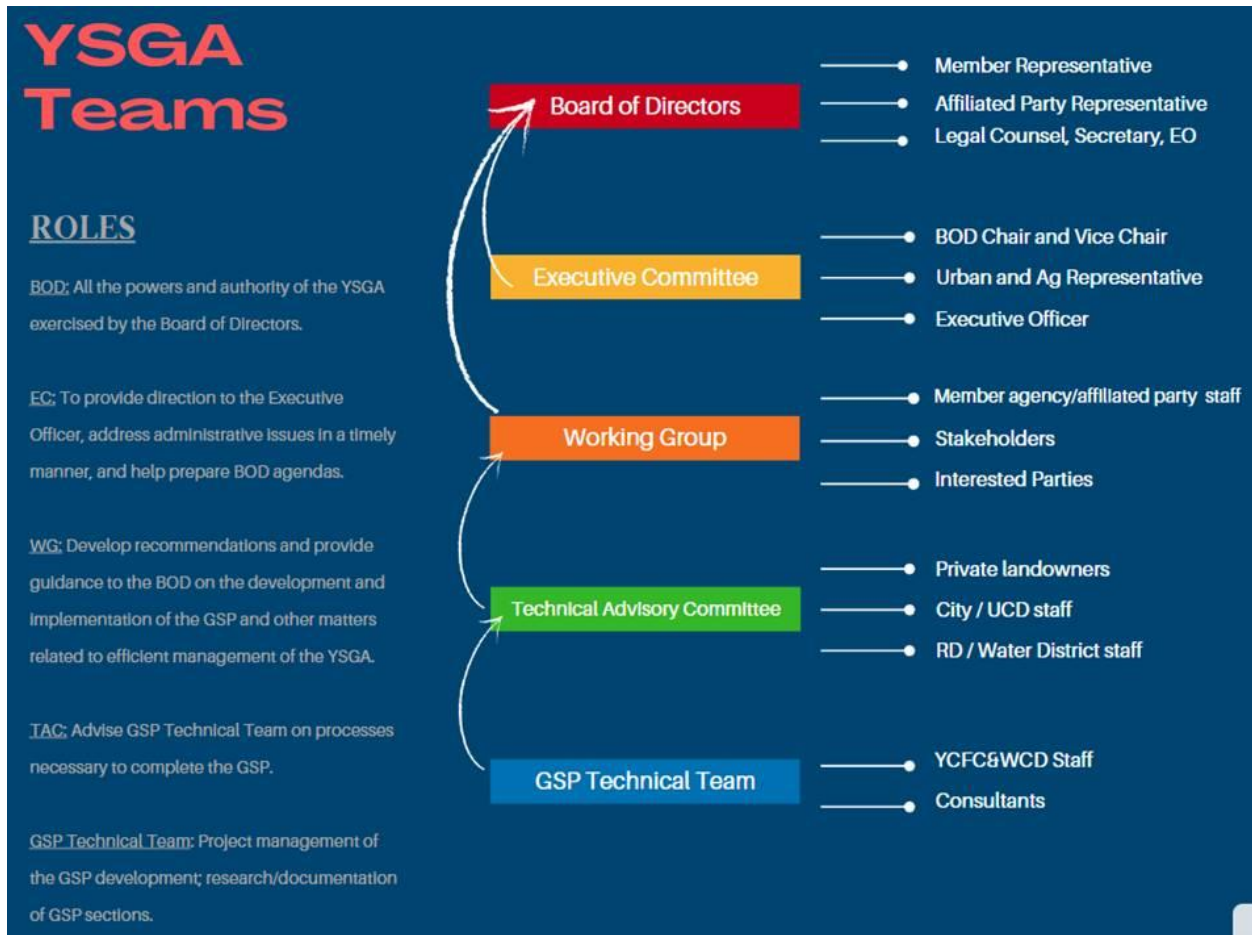 YSGA
Teams
ROLES
BOD: All the powers and authority of the YSGA
exercised by the Board of Directors.
EC: To provide direction to the Executive
Officer, address administrative issues in a timely
manner, and help prepare BOD agendas.
WG: Develop recommendations and provide
guidance to the BOD on the development and
implementation of the GSP and other matters
related to efficient management of the YSGA.
TAC: Advise GSP Technical Team on processes
necessary to complete the GSP.
GSP Technical Team: Project management of
the GSP development; research/documentation
of GSP sections.
Board of Directors
Member Representative
Affiliated Party Representative
Legal Counsel, Secretary, EO
Executive Committee
BOD Chair and Vice Chair
Urban and Ag Representative
Executive Officer
Working Group
Member agency/affiliated party staff
Stakeholders
Interested Parties
Technical Advisory Committee
Private landowners
City / UCD staff
RD / Water District staff
GSP Technical Team
YCFC&WCD Staff
Consultants